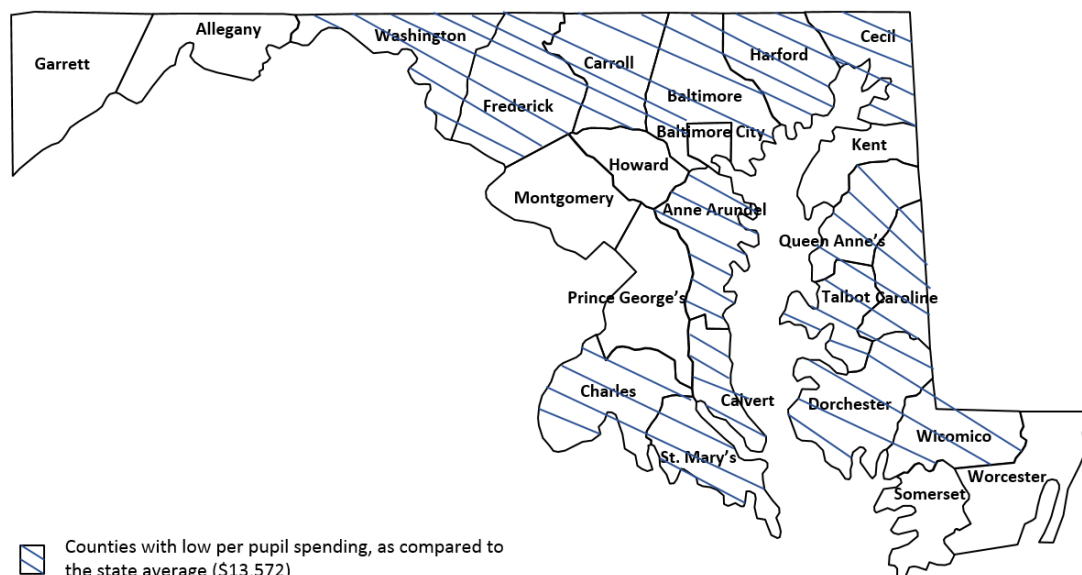 Garrett
Allegany
Washington
Frederick
Carroll
Baltimore
Baltimore City
Harford
Cecil
Kent
Howard
Montgomery
Anne Arundel
Queen Anne's
Prince George's
Talbot
Caroline
Charles
Calvert
Dorchester
St. Mary's
Wicomico
Worcester
Somerset
Counties with low per pupil spending, as compared to
the state average ($13,572)